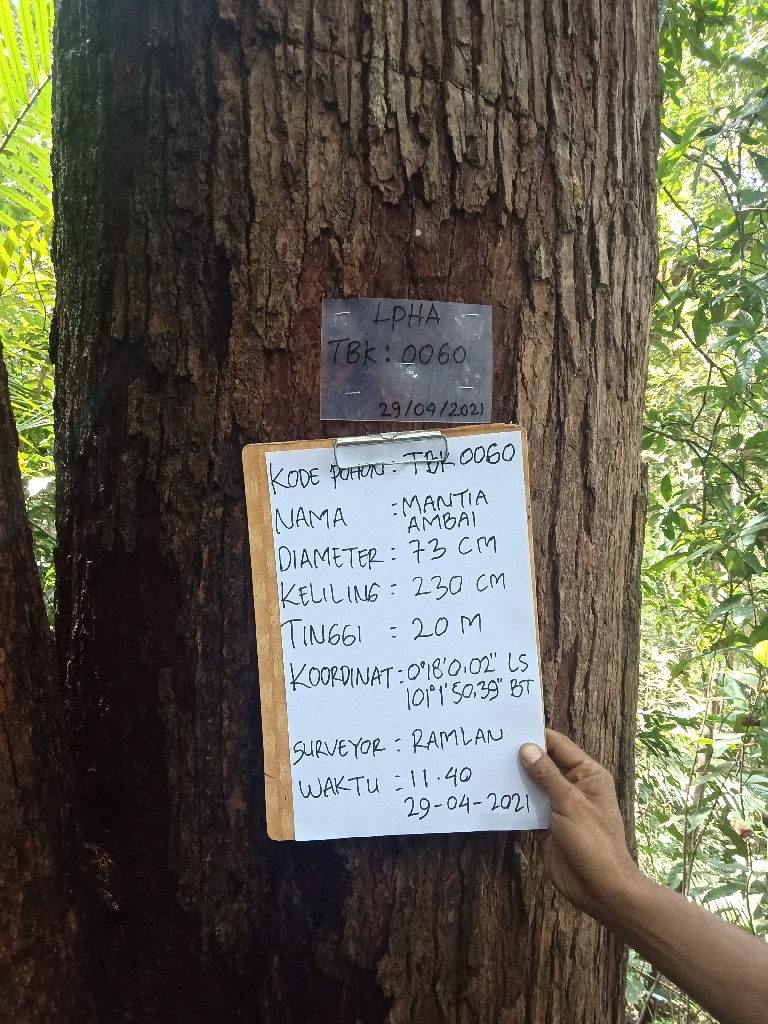 LPHA
TBK : 0060
29/04/2021
KODE POHON : TBK 0060
NAMA : MANTIA
AMBAI
DIAMETER : 73 CM
KELILING : 230 CM
TINGGI : 20 M
KOORDINAT : 0°18'0,02" LS
101°1'50,39" BT
SURVEYOR : RAMLAN
WAKTU : 11.40
29-04-2021